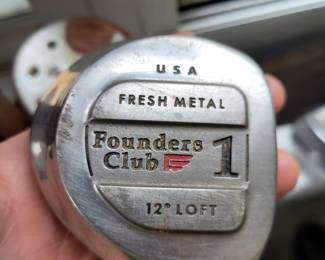 USA
FRESH METAL
Founders
Club
1
12° LOFT